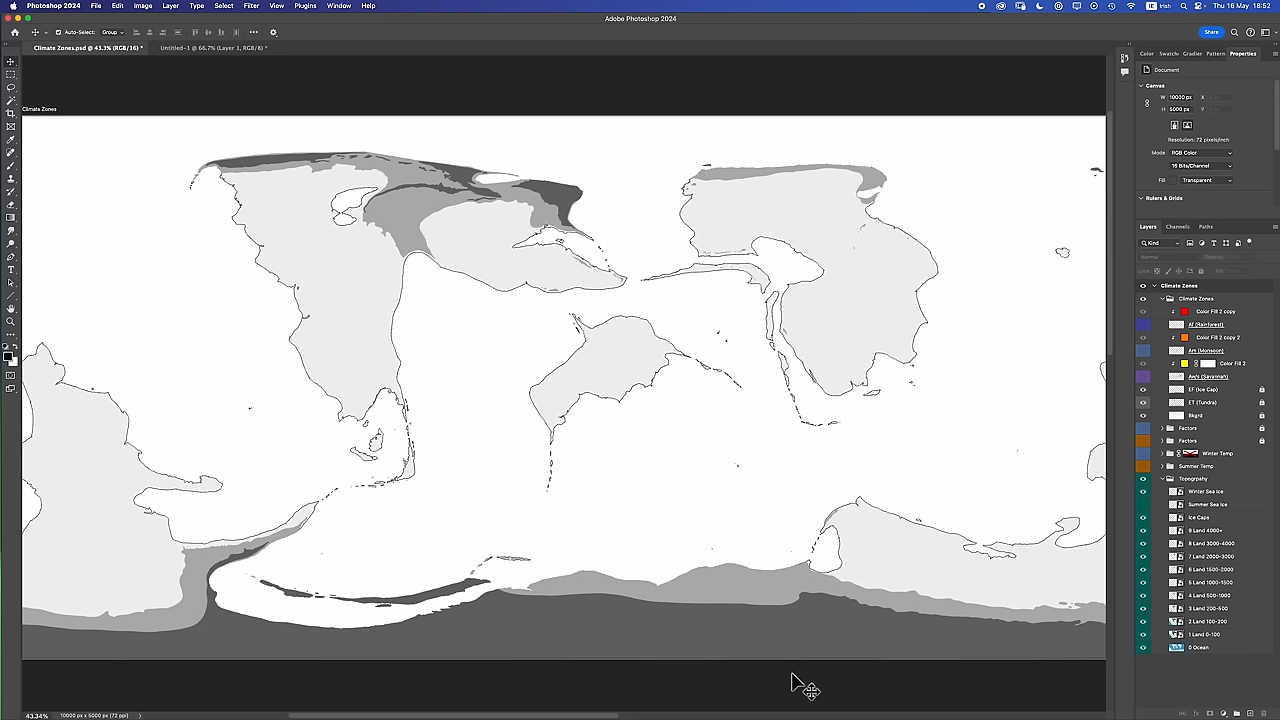 Photoshop 2024 File Edit Image Layer Type Select Filter View Plugins Window Help Irish Thu 16 May 18:52
Adobe Photoshop 2024
Auto-Select: Group Share
Climate Zones.psd @ 43.3% (RGB/16) * Untitled-1 @ 66.7% (Layer 1, RGB/8) *
Color Swatch Gradier Pattern Properties
Document
Canvas
W 10000 px X
H 5000 px Y
Resolution: 72 pixels/inch
Mode RGB Color
16 Bits/Channel
Fill Transparent
Rulers & Grids
Layers Channels Paths
Kind
Normal Opacity:
Lock: Fill:
Climate Zones
Climate Zones
Climate Zones
Color Fill 2 copy
Af (Rainforest)
Color Fill 2 copy 2
Am (Monsoon)
Color Fill 2
Aw/s (Savannah)
EF (Ice Cap)
ET (Tundra)
Bkgrd
Factors
Factors
Winter Temp
Summer Temp
Topogrpahy
Winter Sea Ice
Summer Sea Ice
Ice Caps
9 Land 4000+
8 Land 3000-4000
7 Land 2000-3000
6 Land 1500-2000
5 Land 1000-1500
4 Land 500-1000
3 Land 200-500
2 Land 100-200
1 Land 0-100
0 Ocean
43.34% 10000 px x 5000 px (72 ppi)